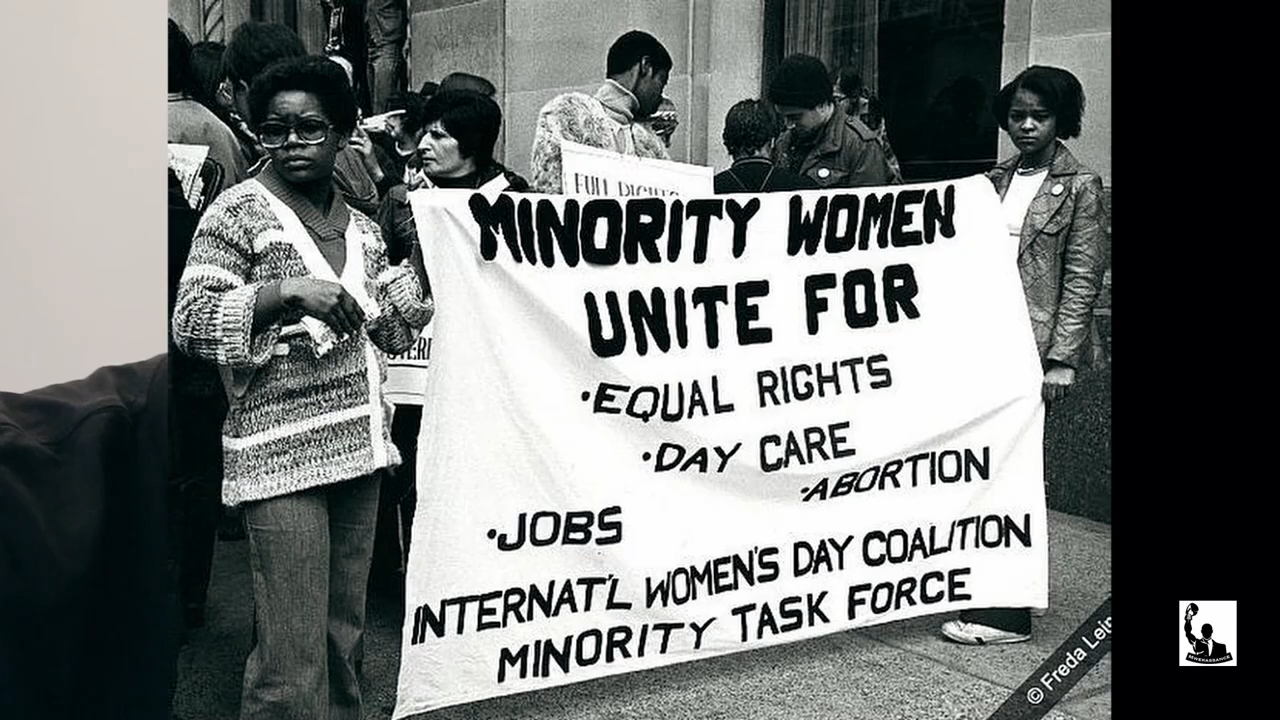 FULL RIGHTS
MINORITY WOMEN
UNITE FOR
·EQUAL RIGHTS
·DAY CARE
·ABORTION
·JOBS
INTERNAT'L WOMEN'S DAY COALITION
MINORITY TASK FORCE
© Freda Lein